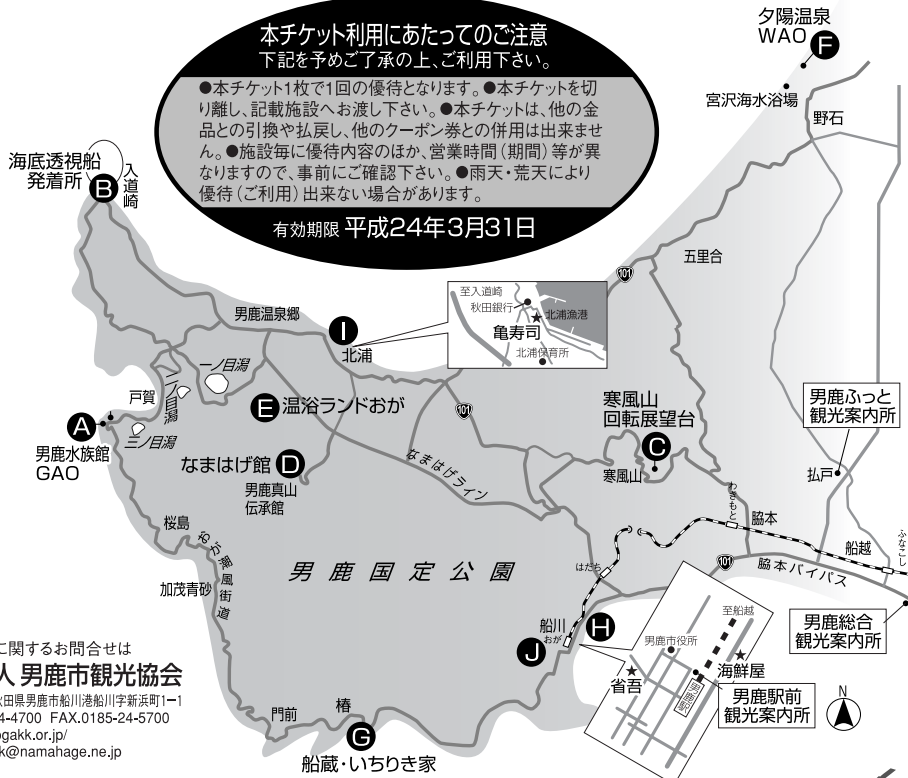 本チケット利用にあたってのご注意
下記を予めご了承の上、ご利用下さい。
●本チケット1枚で1回の優待となります。●本チケットを切
り離し、記載施設へお渡し下さい。●本チケットは、他の金
品との引換や払戻し、他のクーポン券との併用は出来ませ
ん。●施設毎に優待内容のほか、営業時間(期間)等が異
なりますので、事前にご確認下さい。●雨天・荒天により
優待(ご利用)出来ない場合があります。
有効期限 平成24年3月31日
夕陽温泉
WAO
F
宮沢海水浴場
野石
海底透視船
発着所
B
入道崎
五里合
101
男鹿温泉郷
I
北浦
至入道崎
秋田銀行
北浦漁港
亀寿司
北浦保育所
一ノ目潟
二ノ目潟
三ノ目潟
戸賀
A
男鹿水族館
GAO
E
温浴ランドおが
なまはげ館
D
男鹿真山
伝承館
101
なまはげライン
寒風山
回転展望台
C
寒風山
男鹿ふっと
観光案内所
払戸
わきもと
脇本
船越
ふなこし
101
脇本バイパス
桜島
おが潮風街道
加茂青砂
男鹿国定公園
はだち
男鹿総合
観光案内所
船川
おが
H
J
至船越
男鹿市役所
海鮮屋
省吾
男鹿駅
男鹿駅前
観光案内所
N
に関するお問合せは
人 男鹿市観光協会
秋田県男鹿市船川港船川字新浜町1-1
4-4700 FAX.0185-24-5700
ogakk.or.jp/
k@namahage.ne.jp
門前
椿
G
船蔵・いちりき家